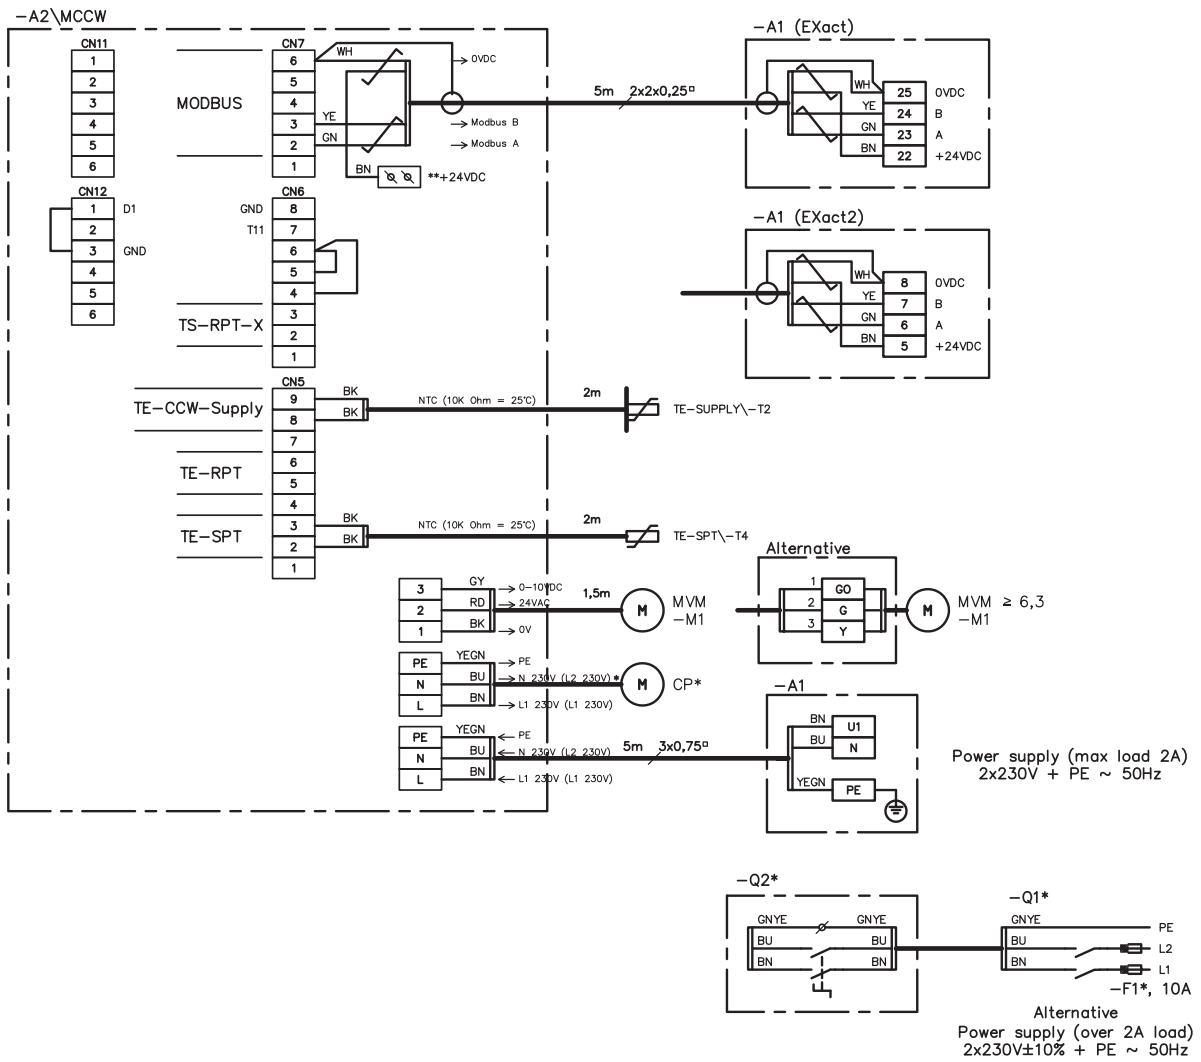 -A2\MCCW
CN11
1
2
3
4
5
6
CN12
1 D1
2
3 GND
4
5
6
MODBUS
CN7
6 WH
5
4
3 YE
2 GN
1
BN
→ 0VDC
→ Modbus B
→ Modbus A
**+24VDC
5m 2x2x0,25▫
-A1 (EXact)
WH 25 0VDC
YE 24 B
GN 23 A
BN 22 +24VDC
-A1 (EXact2)
WH 8 0VDC
YE 7 B
GN 6 A
BN 5 +24VDC
CN6
GND 8
T11 7
6
5
4
TS-RPT-X 3
2
1
CN5
TE-CCW-Supply 9 BK
8 BK
7
NTC (10K Ohm = 25℃) 2m TE-SUPPLY\-T2
TE-RPT 6
5
4
TE-SPT 3 BK
2 BK
1
NTC (10K Ohm = 25℃) 2m TE-SPT\-T4
3 GY → 0-10VDC
2 RD → 24VAC
1 BK → 0V
1,5m M MVM
-M1
Alternative
1 GO
2 G
3 Y
M MVM ≥ 6,3
-M1
PE YEGN → PE
N BU → N 230V (L2 230V)*
L BN → L1 230V (L1 230V)
M CP*
PE YEGN ← PE
N BU ← N 230V (L2 230V)
L BN ← L1 230V (L1 230V)
5m 3x0,75▫
-A1
BN U1
BU N
YEGN PE
Power supply (max load 2A)
2x230V + PE ~ 50Hz
-Q2*
GNYE GNYE
BU BU
BN BN
-Q1*
GNYE PE
BU L2
BN L1
-F1*, 10A
Alternative
Power supply (over 2A load)
2x230V±10% + PE ~ 50Hz